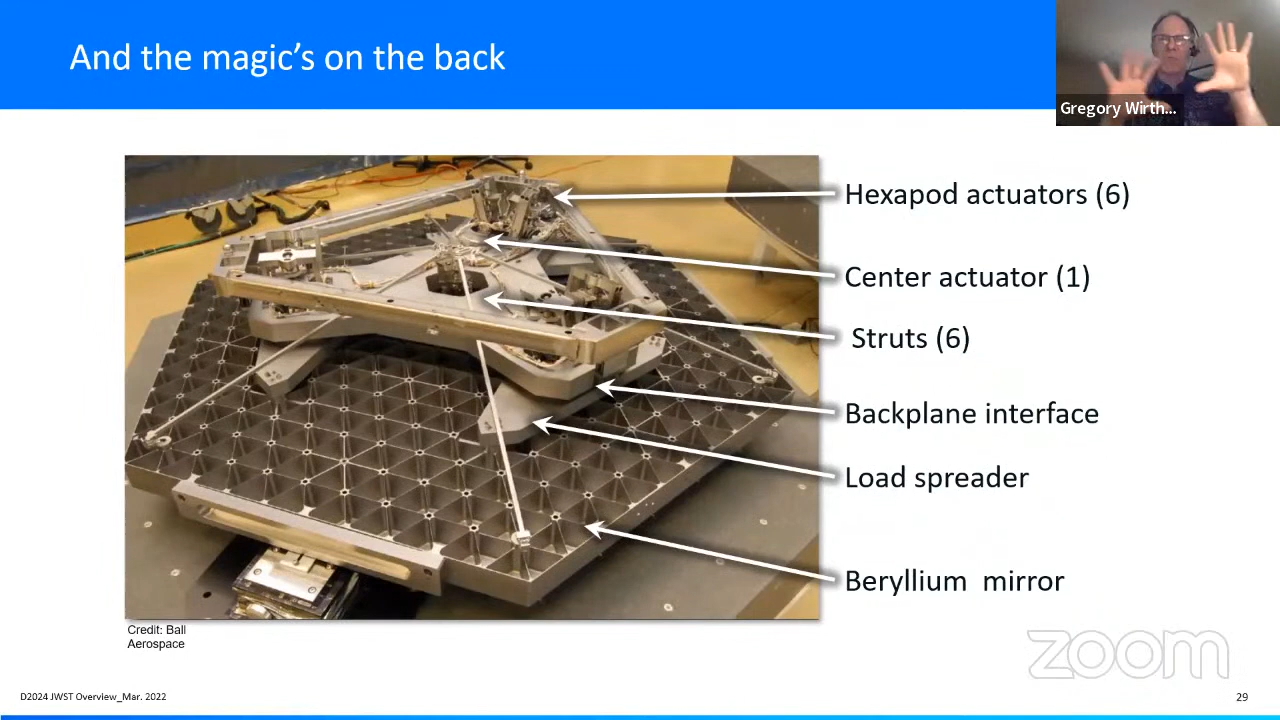 And the magic’s on the back
Gregory Wirth...
Hexapod actuators (6)
Center actuator (1)
Struts (6)
Backplane interface
Load spreader
Beryllium mirror
Credit: Ball
Aerospace
zoom
D2024 JWST Overview_Mar. 2022
29